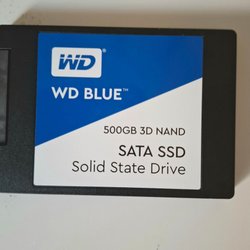 WD
WD BLUE™
500GB 3D NAND
SATA SSD
Solid State Drive